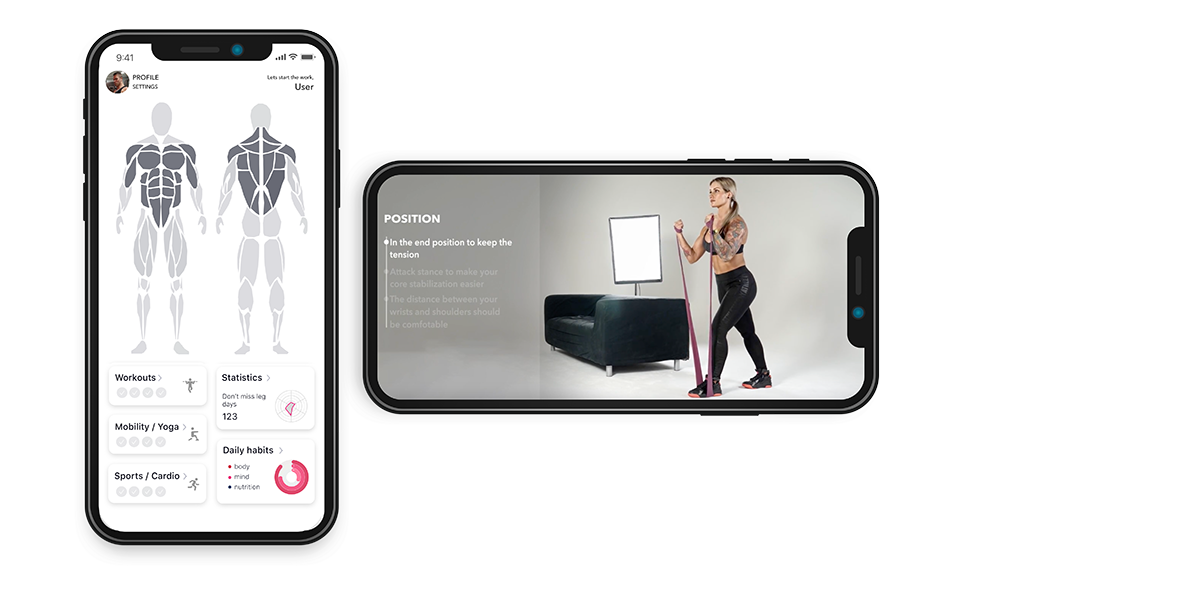 9:41
PROFILE
SETTINGS
Lets start the work,
User
Workouts
Mobility / Yoga
Sports / Cardio
Statistics
Don't miss leg
days
123
Daily habits
body
mind
nutrition
POSITION
In the end position to keep the
tension
Attack stance to make your
core stabilization easier
The distance between your
wrists and shoulders should
be comfotable